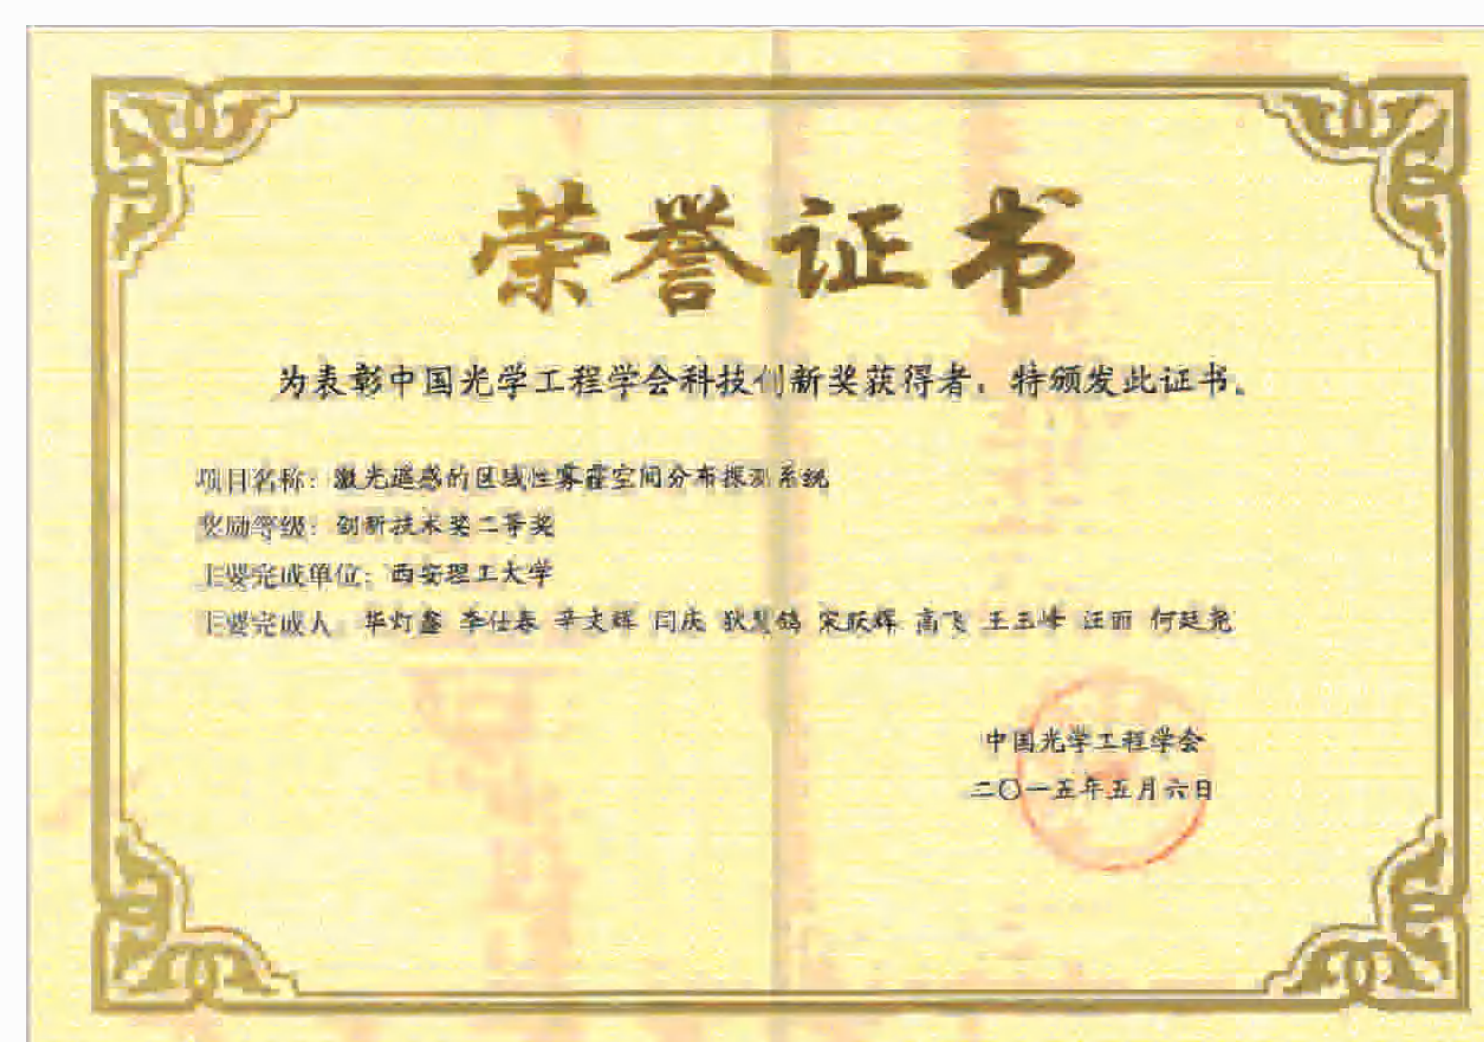 荣誉证书
为表彰中国光学工程学会科技创新奖获得者，特颁发此证书。
项目名称：激光遥感的区域性雾霾空间分布探测系统
奖励等级：创新技术奖二等奖
主要完成单位：西安理工大学
主要完成人 华灯鑫 李仕春 辛文辉 闫庆 狄慧鸽 宋跃辉 高飞 王玉峰 汪丽 何廷尧
中国光学工程学会
二〇一五年五月六日